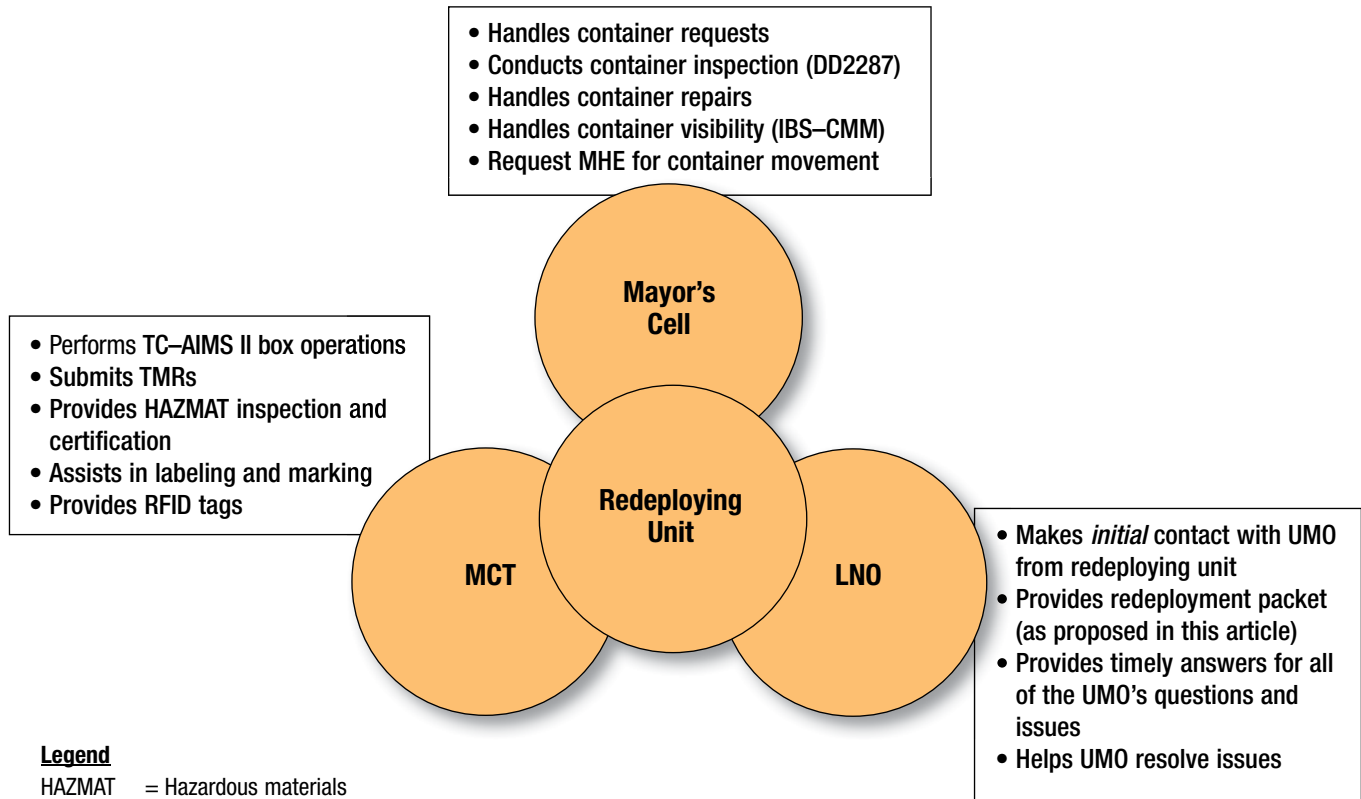 • Handles container requests
• Conducts container inspection (DD2287)
• Handles container repairs
• Handles container visibility (IBS–CMM)
• Request MHE for container movement
Mayor's
Cell
• Performs TC–AIMS II box operations
• Submits TMRs
• Provides HAZMAT inspection and
certification
• Assists in labeling and marking
• Provides RFID tags
Redeploying
Unit
MCT
LNO
• Makes initial contact with UMO
from redeploying unit
• Provides redeployment packet
(as proposed in this article)
• Provides timely answers for all
of the UMO's questions and
issues
• Helps UMO resolve issues
Legend
HAZMAT = Hazardous materials